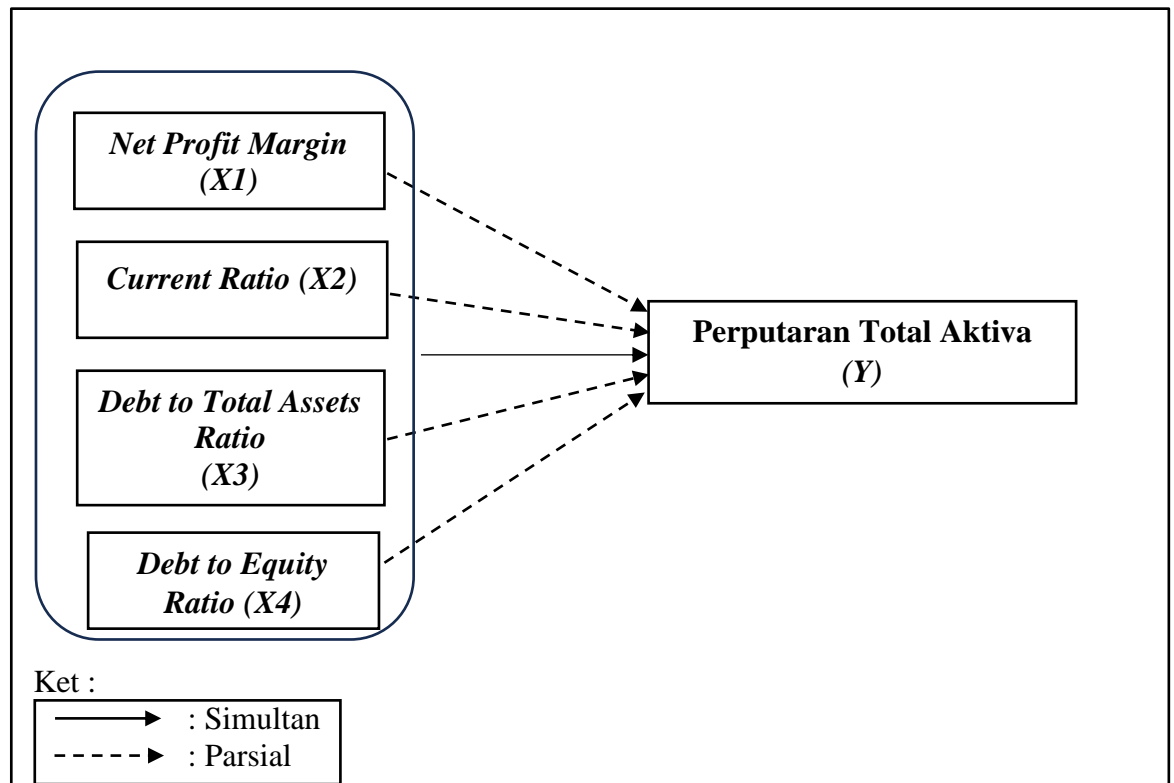 Net Profit Margin
(X1)
Current Ratio (X2)
Debt to Total Assets
Ratio
(X3)
Debt to Equity
Ratio (X4)
Perputaran Total Aktiva
(Y)
Ket :
: Simultan
: Parsial